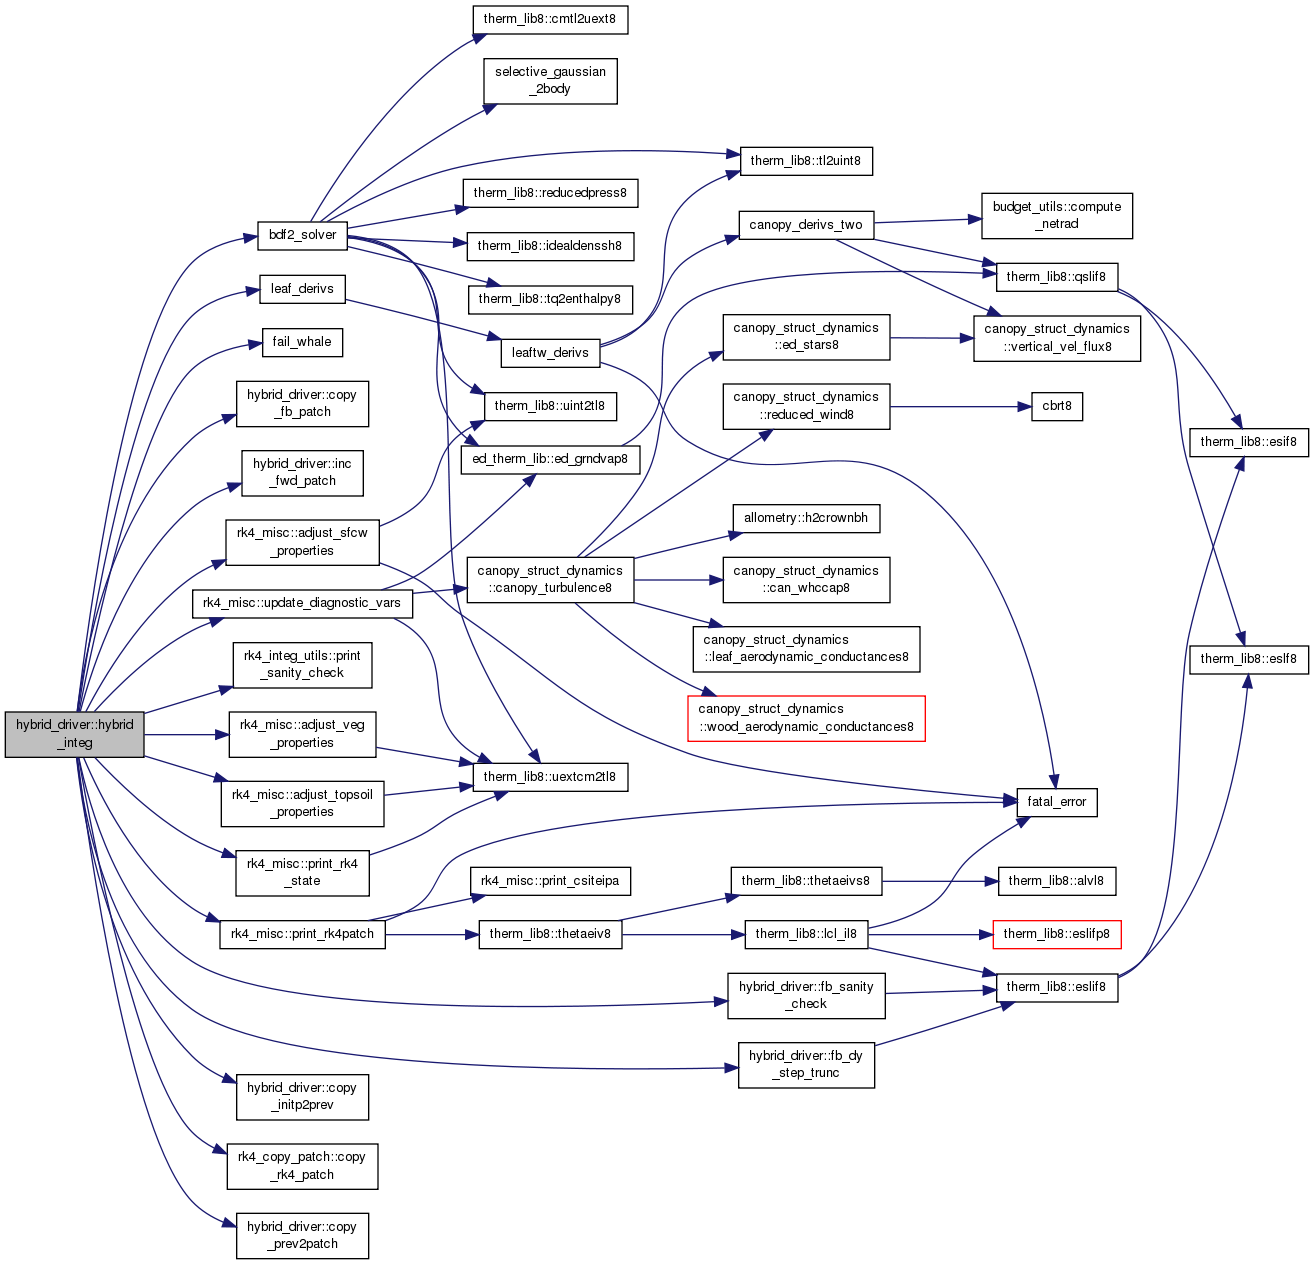 therm_lib8::cmtl2uext8
selective_gaussian
_2body
therm_lib8::tl2uint8
therm_lib8::reducedpress8
budget_utils::compute
_netrad
canopy_derivs_two
bdf2_solver
therm_lib8::idealdenssh8
therm_lib8::qslif8
leaf_derivs
therm_lib8::tq2enthalpy8
canopy_struct_dynamics
::ed_stars8
canopy_struct_dynamics
::vertical_vel_flux8
fail_whale
leaftw_derivs
hybrid_driver::copy
_fb_patch
therm_lib8::uint2tl8
canopy_struct_dynamics
::reduced_wind8
cbrt8
therm_lib8::esif8
ed_therm_lib::ed_grndvap8
hybrid_driver::inc
_fwd_patch
allometry::h2crownbh
rk4_misc::adjust_sfcw
_properties
canopy_struct_dynamics
::canopy_turbulence8
canopy_struct_dynamics
::can_whccap8
rk4_misc::update_diagnostic_vars
canopy_struct_dynamics
::leaf_aerodynamic_conductances8
therm_lib8::eslf8
rk4_integ_utils::print
_sanity_check
canopy_struct_dynamics
::wood_aerodynamic_conductances8
hybrid_driver::hybrid
_integ
rk4_misc::adjust_veg
_properties
therm_lib8::uextcm2tl8
rk4_misc::adjust_topsoil
_properties
fatal_error
rk4_misc::print_rk4
_state
rk4_misc::print_csiteipa
therm_lib8::thetaeivs8
therm_lib8::alvl8
rk4_misc::print_rk4patch
therm_lib8::thetaeiv8
therm_lib8::lcl_il8
therm_lib8::eslifp8
hybrid_driver::fb_sanity
_check
therm_lib8::eslif8
hybrid_driver::fb_dy
_step_trunc
hybrid_driver::copy
_initp2prev
rk4_copy_patch::copy
_rk4_patch
hybrid_driver::copy
_prev2patch